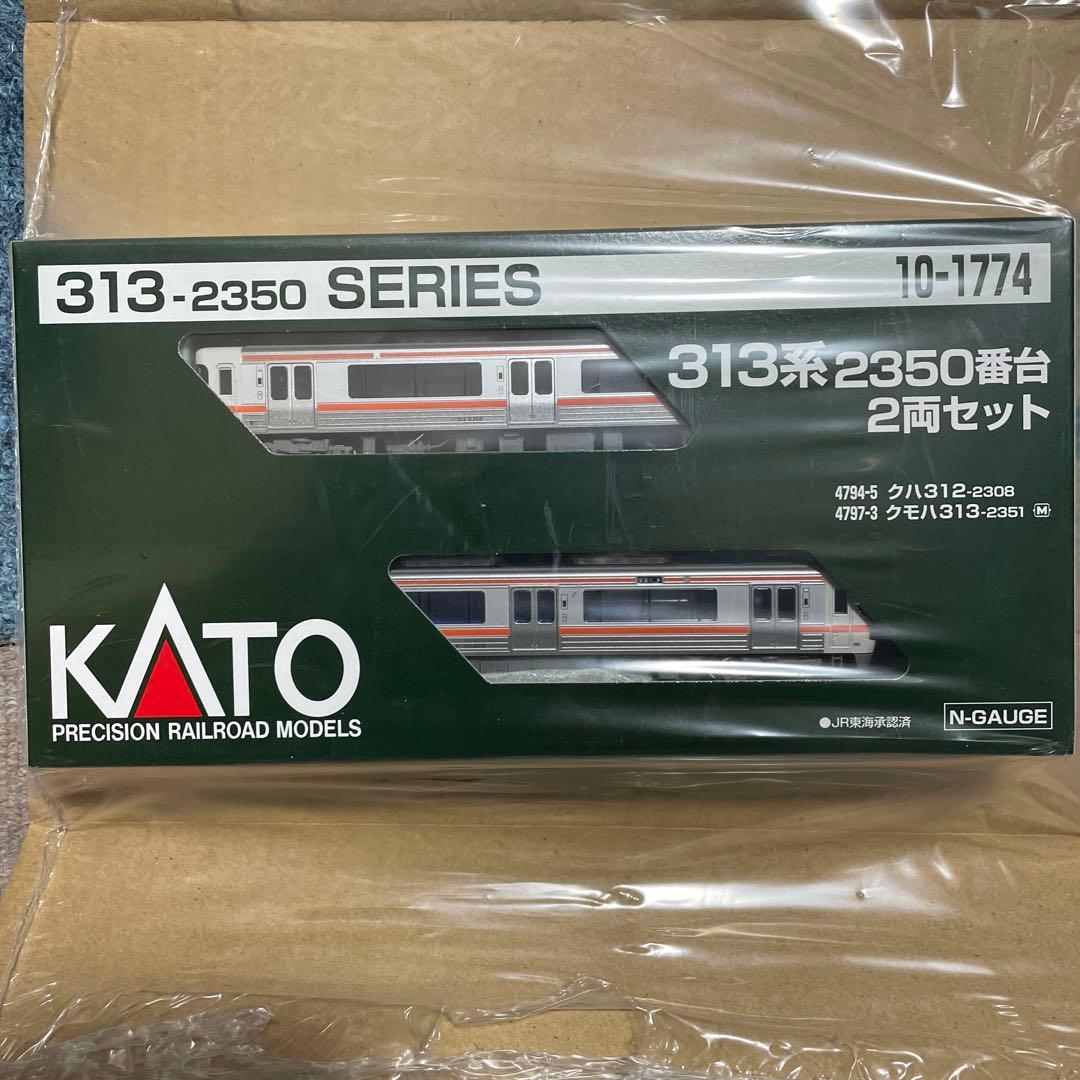 313-2350 SERIES
10-1774
313系2350番台
2両セット
4794-5 クハ312-2308
4797-3 クモハ313-2351 M
KATO
PRECISION RAILROAD MODELS
●JR東海承認済
N-GAUGE